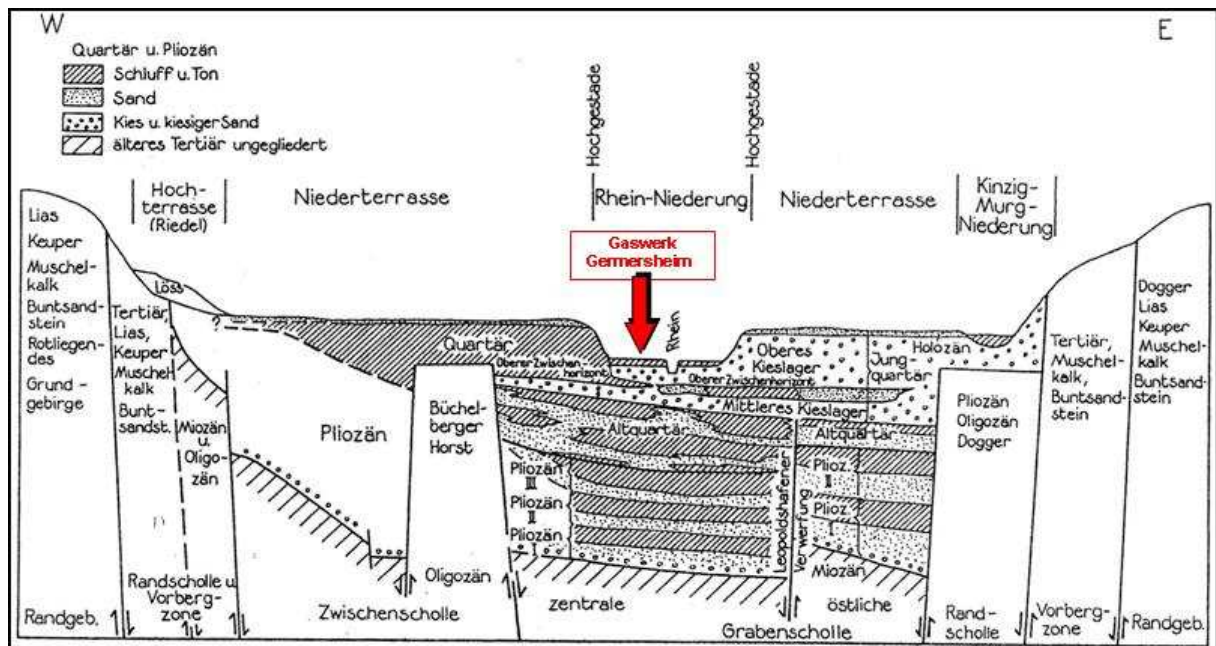 W
E
Quartär u. Pliozän
Schluff u. Ton
Sand
Kies u. kiesiger Sand
älteres Tertiär ungegliedert
Hochgestade
Hochgestade
Hoch-
terrasse
(Riedel)
Niederterrasse
Rhein-Niederung
Niederterrasse
Kinzig-
Murg-
Niederung
Gaswerk
Germersheim
Rhein
Lias
Keuper
Muschel-
kalk
Buntsand-
stein
Rotliegen-
des
Grund-
gebirge
Löss
Tertiär,
Lias,
Keuper
Muschel-
kalk
Bunt-
sandst.
Miozän
u.
Oligo-
zän
?
Quartär
Pliozän
Büchel-
berger
Horst
Oligozän
Oberer Zwischen-
horizont
Oberes
Kieslager
Oberer Zwischenhorizont
Mittleres Kieslager
Altquartär
Pliozän
III
Pliozän
II
Pliozän
I
Leopoldshafener
Verwerfung
Jung-
quartär
Holozän
Altquartär
Plioz.
II
Plioz.
I
Miozän
Pliozän
Oligozän
Dogger
Tertiär,
Muschel-
kalk,
Buntsand-
stein
Dogger
Lias
Keuper
Muschel-
kalk
Buntsand-
stein
Randgeb.
Randscholle u.
Vorberg-
zone
Zwischenscholle
zentrale
östliche
Grabenscholle
Rand-
scholle
Vorberg-
zone
Randgeb.